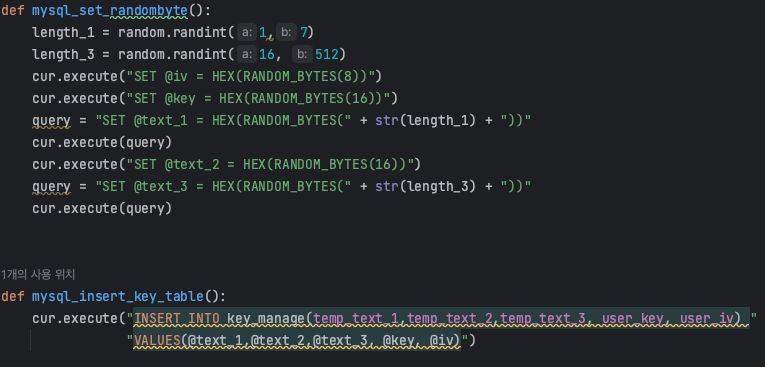 def mysql_set_randombyte():
    length_1 = random.randint( a: 1, b: 7)
    length_3 = random.randint( a: 16, b: 512)
    cur.execute("SET @iv = HEX(RANDOM_BYTES(8))")
    cur.execute("SET @key = HEX(RANDOM_BYTES(16))")
    query = "SET @text_1 = HEX(RANDOM_BYTES(" + str(length_1) + "))"
    cur.execute(query)
    cur.execute("SET @text_2 = HEX(RANDOM_BYTES(16))")
    query = "SET @text_3 = HEX(RANDOM_BYTES(" + str(length_3) + "))"
    cur.execute(query)
1개의 사용 위치
def mysql_insert_key_table():
    cur.execute("INSERT INTO key_manage(temp_text_1,temp_text_2,temp_text_3, user_key, user_iv) "
                "VALUES(@text_1,@text_2,@text_3, @key, @iv)")